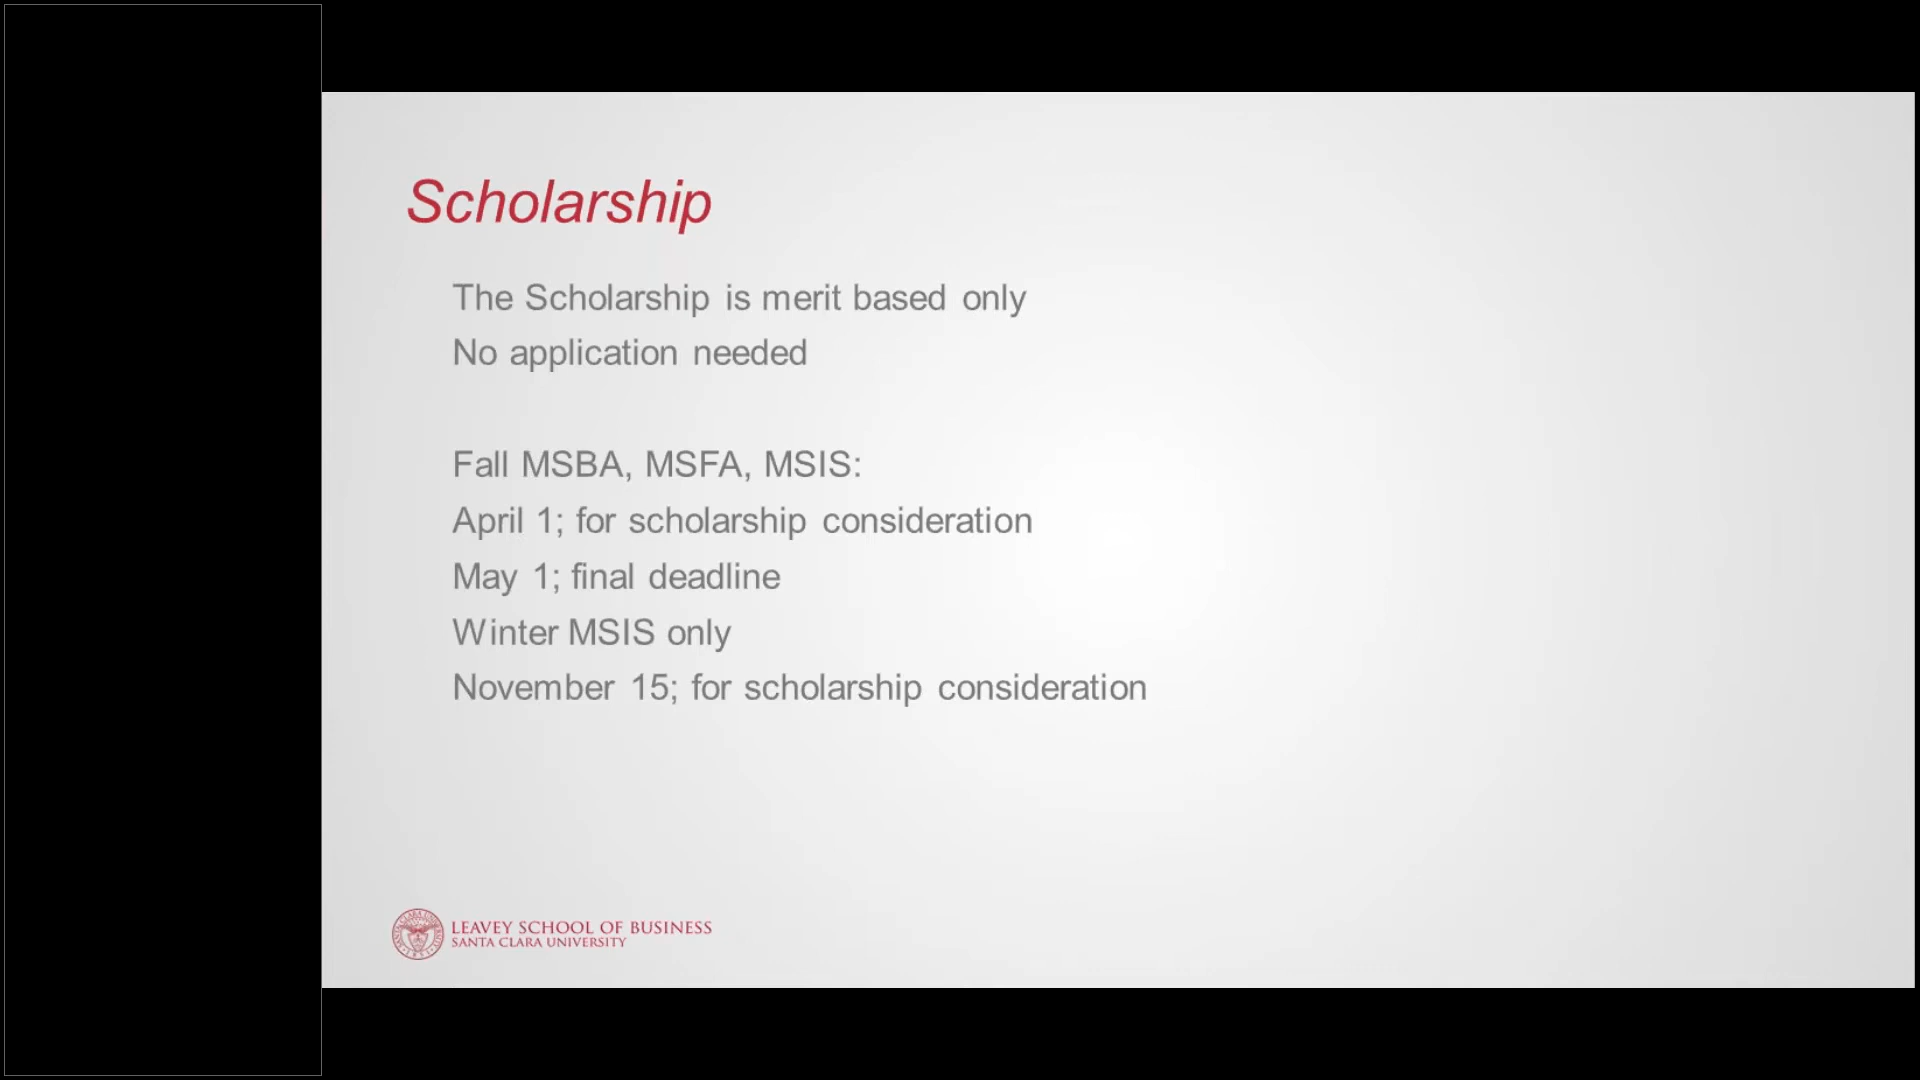 Scholarship
The Scholarship is merit based only
No application needed
Fall MSBA, MSFA, MSIS:
April 1; for scholarship consideration
May 1; final deadline
Winter MSIS only
November 15; for scholarship consideration
LEAVEY SCHOOL OF BUSINESS
SANTA CLARA UNIVERSITY